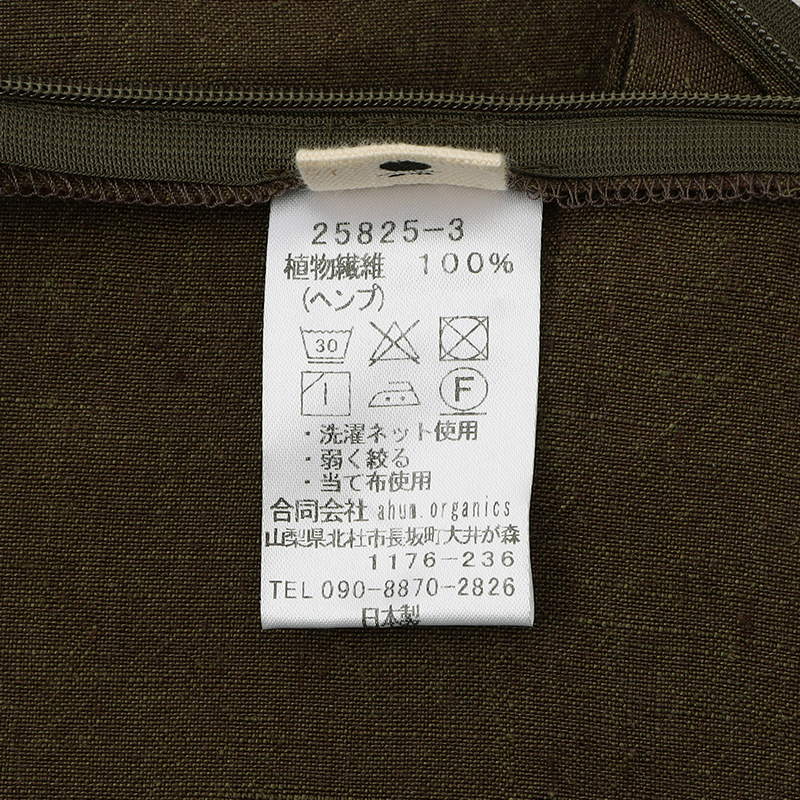 25825-3
植物繊維 100%
(ヘンプ)
30
F
・洗濯ネット使用
・弱く絞る
・当て布使用
合同会社 ahum.organics
山梨県北杜市長坂町大井が森
1176-236
TEL 090-8870-2826
日本製